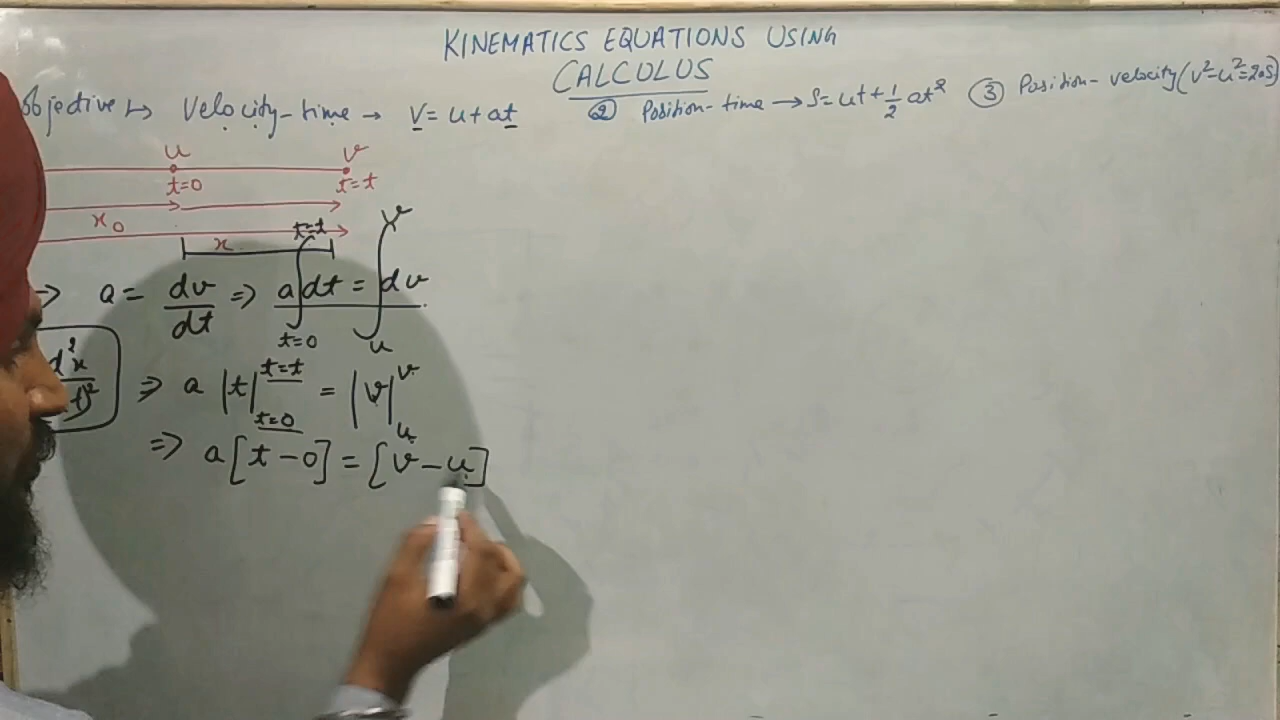 KINEMATICS EQUATIONS USING
CALCULUS
Objective ↦ Velocity-time → V = u + at
② Position-time → S = ut + 1/2 at²
③ Position-velocity (v² - u² = 2as)
u v
t=0 t=t
x₀
x
→ a = dv/dt ⇒ ∫_{t=0}^{t=t} a dt = ∫_{u}^{v} dv
d²x
⇒ a |t|_{t=0}^{t=t} = |v|_{u}^{v}
⇒ a[t - 0] = [v - u]